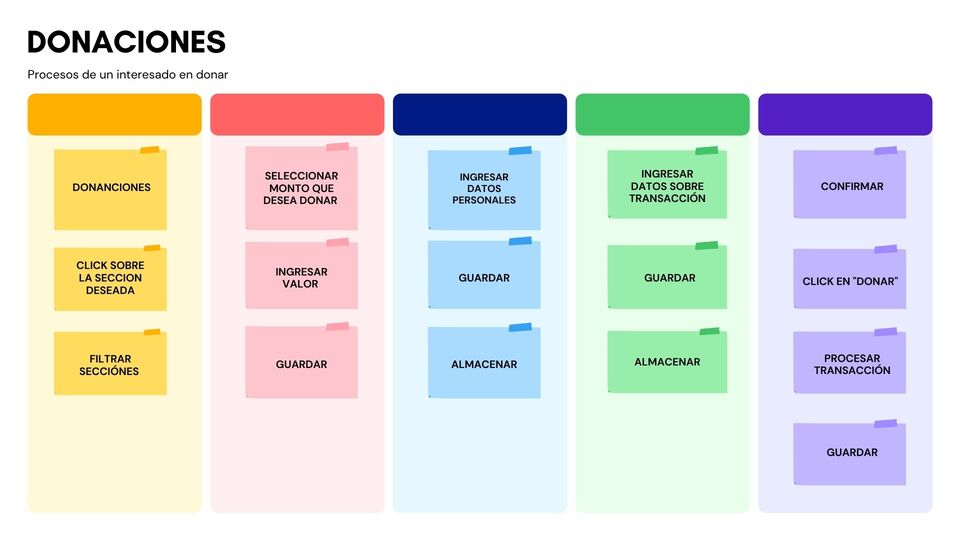 DONACIONES
Procesos de un interesado en donar
DONANCIONES
CLICK SOBRE
LA SECCION
DESEADA
FILTRAR
SECCIÓNES
SELECCIONAR
MONTO QUE
DESEA DONAR
INGRESAR
VALOR
GUARDAR
INGRESAR
DATOS
PERSONALES
GUARDAR
ALMACENAR
INGRESAR
DATOS SOBRE
TRANSACCIÓN
GUARDAR
ALMACENAR
CONFIRMAR
CLICK EN "DONAR"
PROCESAR
TRANSACCIÓN
GUARDAR